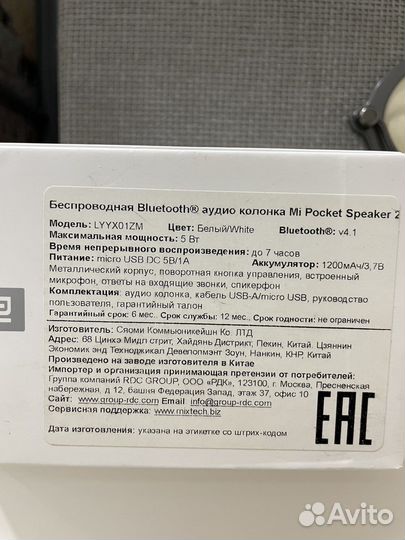 Беспроводная Bluetooth® аудио колонка Mi Pocket Speaker 2
Модель: LYYX01ZM Цвет: Белый/White Bluetooth®: v4.1
Максимальная мощность: 5 Вт
Время непрерывного воспроизведения: до 7 часов
Питание: micro USB DC 5В/1А Аккумулятор: 1200мАч/3,7В
Металлический корпус, поворотная кнопка управления, встроенный
микрофон, ответы на входящие звонки, спикерфон
Комплектация: аудио колонка, кабель USB-A/micro USB, руководство
пользователя, гарантийный талон
Гарантийный срок: 6 мес. Срок службы: 12 мес. Срок годности: не ограничен
Изготовитель: Сяоми Коммьюникейшн Ко ЛТД
Адрес: 68 Цинхэ Мидл стрит, Хайдянь Дистрикт, Пекин, Китай. Цзяннин
Экономик энд Текноджикал Девелопмэнт Зоун, Нанкин, КНР, Китай
Произведено на заводе изготовителе в Китае
Импортер и организация принимающая претензии от потребителей:
Группа компаний RDC GROUP, ООО «РДК», 123100, г. Москва, Пресненская
набережная, д 12, башня Федерация Запад, этаж 37, офис 10
Сайт: www.group-rdc.com Email info@group-rdc.com
Сервисная поддержка: www.mixtech.biz
Дата изготовления: указана на этикетке со штрих-кодом
EAC
Avito